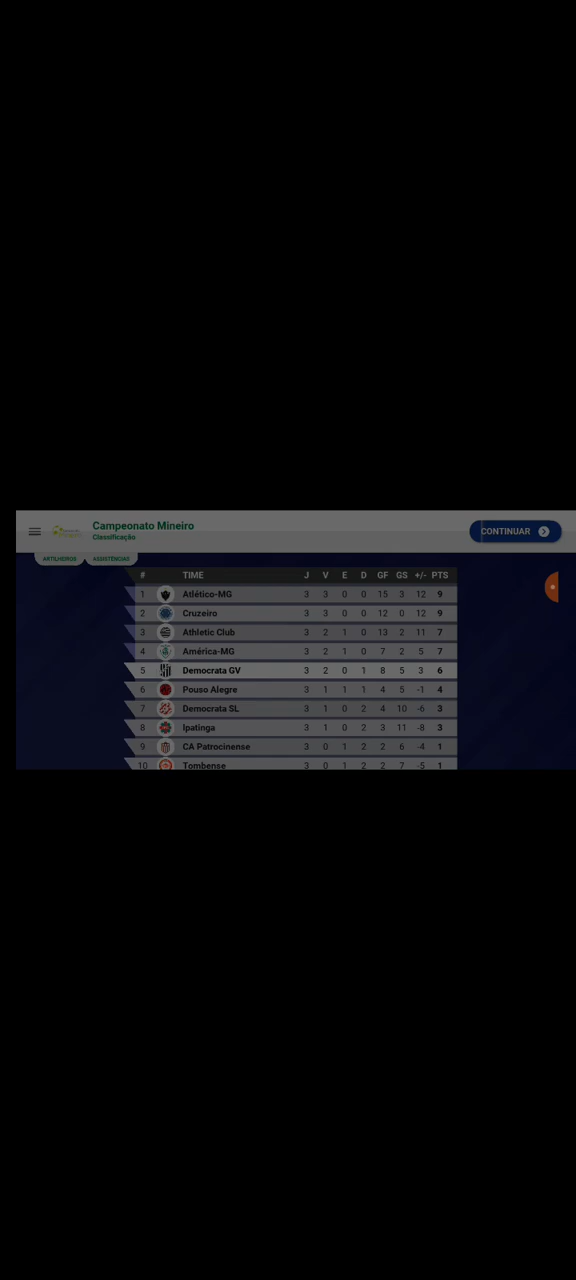 Campeonato Mineiro
Classificação
CONTINUAR
ARTILHEIROS ASSISTÊNCIAS
# TIME J V E D GF GS +/- PTS
1 Atlético-MG 3 3 0 0 15 3 12 9
2 Cruzeiro 3 3 0 0 12 0 12 9
3 Athletic Club 3 2 1 0 13 2 11 7
4 América-MG 3 2 1 0 7 2 5 7
5 Democrata GV 3 2 0 1 8 5 3 6
6 Pouso Alegre 3 1 1 1 4 5 -1 4
7 Democrata SL 3 1 0 2 4 10 -6 3
8 Ipatinga 3 1 0 2 3 11 -8 3
9 CA Patrocinense 3 0 1 2 2 6 -4 1
10 Tombense 3 0 1 2 2 7 -5 1